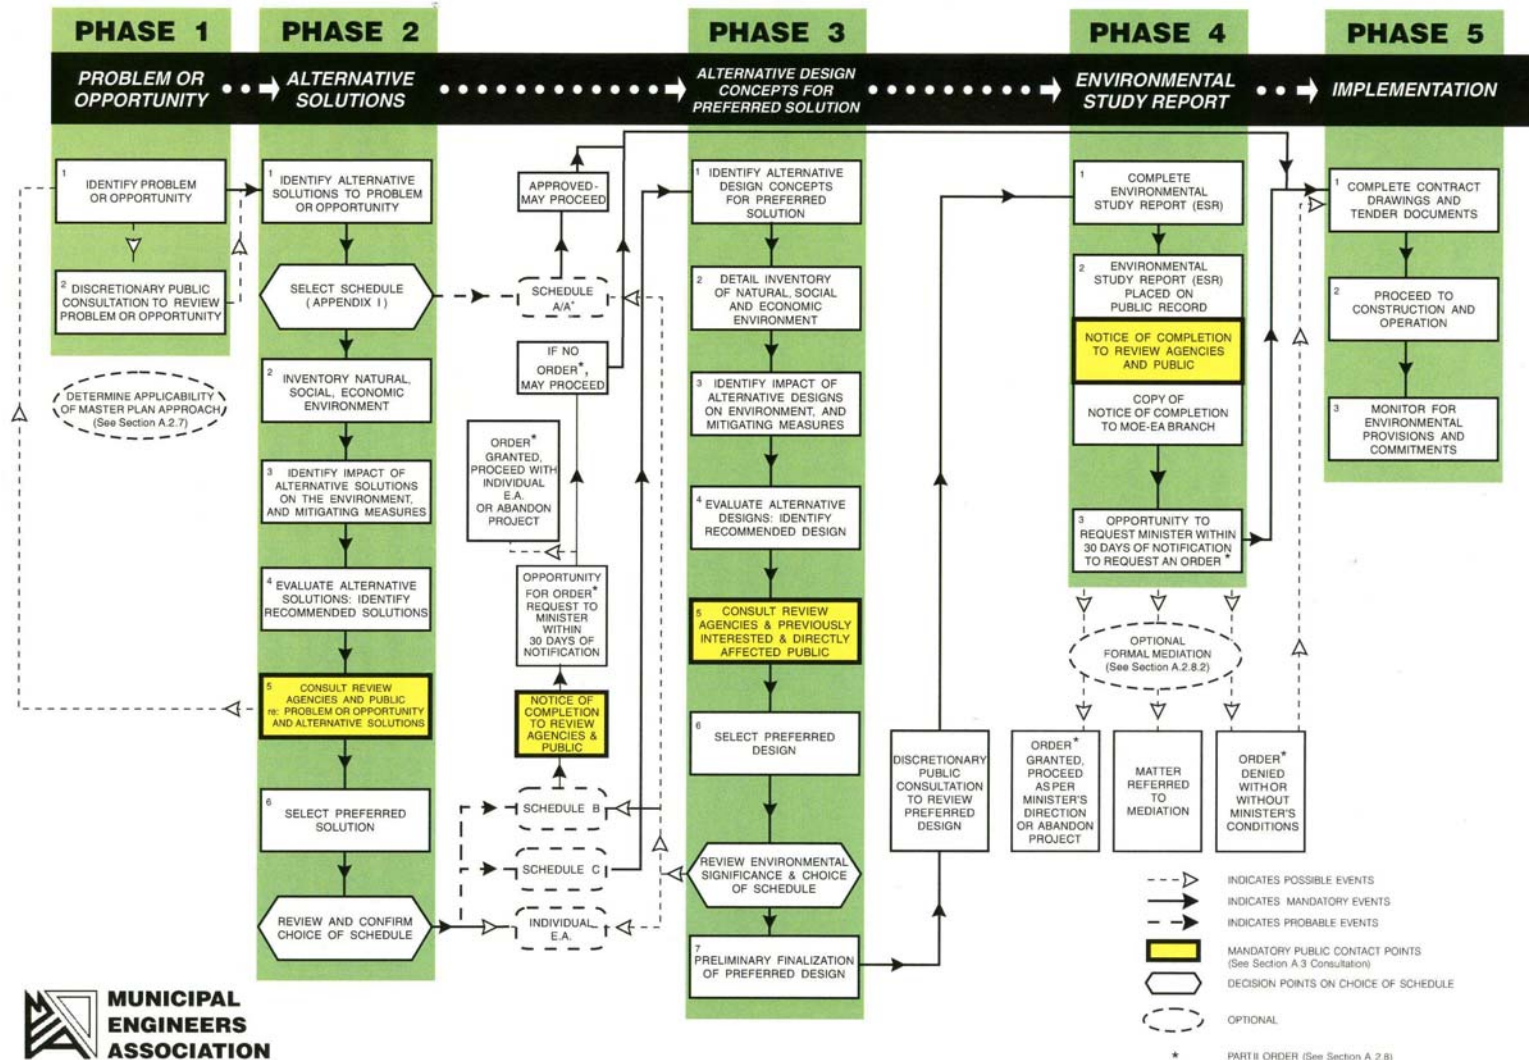 PHASE 1
PHASE 2
PHASE 3
PHASE 4
PHASE 5
PROBLEM OR
OPPORTUNITY
ALTERNATIVE
SOLUTIONS
ALTERNATIVE DESIGN
CONCEPTS FOR
PREFERRED SOLUTION
ENVIRONMENTAL
STUDY REPORT
IMPLEMENTATION
1
IDENTIFY PROBLEM
OR OPPORTUNITY
2 DISCRETIONARY PUBLIC
CONSULTATION TO REVIEW
PROBLEM OR OPPORTUNITY
DETERMINE APPLICABILITY
OF MASTER PLAN APPROACH
(See Section A.2.7)
1
IDENTIFY ALTERNATIVE
SOLUTIONS TO PROBLEM
OR OPPORTUNITY
SELECT SCHEDULE
(APPENDIX I)
2
INVENTORY NATURAL,
SOCIAL, ECONOMIC
ENVIRONMENT
3 IDENTIFY IMPACT OF
ALTERNATIVE SOLUTIONS
ON THE ENVIRONMENT,
AND MITIGATING MEASURES
4 EVALUATE ALTERNATIVE
SOLUTIONS: IDENTIFY
RECOMMENDED SOLUTIONS
5 CONSULT REVIEW
AGENCIES AND PUBLIC
re: PROBLEM OR OPPORTUNITY
AND ALTERNATIVE SOLUTIONS
6
SELECT PREFERRED
SOLUTION
REVIEW AND CONFIRM
CHOICE OF SCHEDULE
APPROVED-
MAY PROCEED
SCHEDULE
A/A+
IF NO
ORDER*,
MAY PROCEED
ORDER*
GRANTED,
PROCEED WITH
INDIVIDUAL
E.A.
OR ABANDON
PROJECT
OPPORTUNITY
FOR ORDER*
REQUEST TO
MINISTER
WITHIN
30 DAYS OF
NOTIFICATION
NOTICE OF
COMPLETION
TO REVIEW
AGENCIES &
PUBLIC
SCHEDULE B
SCHEDULE C
INDIVIDUAL
E.A.
1 IDENTIFY ALTERNATIVE
DESIGN CONCEPTS
FOR PREFERRED
SOLUTION
2 DETAIL INVENTORY
OF NATURAL, SOCIAL
AND ECONOMIC
ENVIRONMENT
3 IDENTIFY IMPACT OF
ALTERNATIVE DESIGNS
ON ENVIRONMENT, AND
MITIGATING MEASURES
4 EVALUATE ALTERNATIVE
DESIGNS: IDENTIFY
RECOMMENDED DESIGN
5 CONSULT REVIEW
AGENCIES & PREVIOUSLY
INTERESTED & DIRECTLY
AFFECTED PUBLIC
6
SELECT PREFERRED
DESIGN
REVIEW ENVIRONMENTAL
SIGNIFICANCE & CHOICE
OF SCHEDULE
7
PRELIMINARY FINALIZATION
OF PREFERRED DESIGN
DISCRETIONARY
PUBLIC
CONSULTATION
TO REVIEW
PREFERRED
DESIGN
1
COMPLETE
ENVIRONMENTAL
STUDY REPORT (ESR)
2 ENVIRONMENTAL
STUDY REPORT (ESR)
PLACED ON
PUBLIC RECORD
NOTICE OF COMPLETION
TO REVIEW AGENCIES
AND PUBLIC
COPY OF
NOTICE OF COMPLETION
TO MOE-EA BRANCH
3 OPPORTUNITY TO
REQUEST MINISTER WITHIN
30 DAYS OF NOTIFICATION
TO REQUEST AN ORDER*
OPTIONAL
FORMAL MEDIATION
(See Section A.2.8.2)
ORDER*
GRANTED,
PROCEED
AS PER
MINISTER'S
DIRECTION
OR ABANDON
PROJECT
MATTER
REFERRED
TO
MEDIATION
ORDER*
DENIED
WITH OR
WITHOUT
MINISTER'S
CONDITIONS
1
COMPLETE CONTRACT
DRAWINGS AND
TENDER DOCUMENTS
2
PROCEED TO
CONSTRUCTION AND
OPERATION
3
MONITOR FOR
ENVIRONMENTAL
PROVISIONS AND
COMMITMENTS
INDICATES POSSIBLE EVENTS
INDICATES MANDATORY EVENTS
INDICATES PROBABLE EVENTS
MANDATORY PUBLIC CONTACT POINTS
(See Section A.3 Consultation)
DECISION POINTS ON CHOICE OF SCHEDULE
OPTIONAL
* PART II ORDER (See Section A.2.8)
MUNICIPAL
ENGINEERS
ASSOCIATION